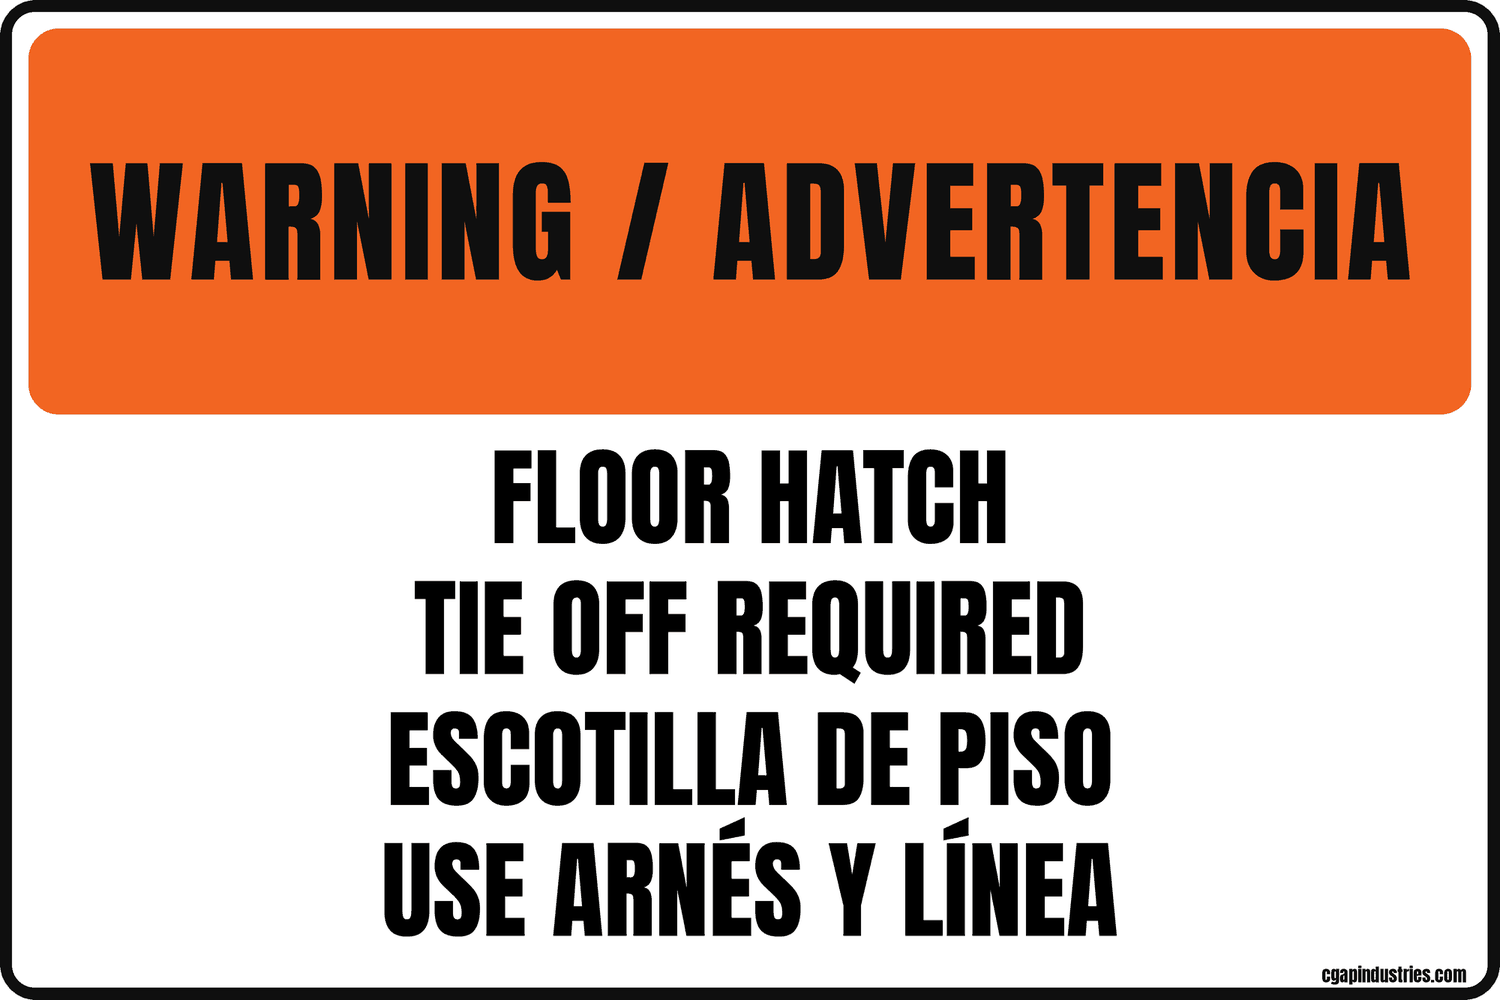 WARNING / ADVERTENCIA
FLOOR HATCH
TIE OFF REQUIRED
ESCOTILLA DE PISO
USE ARNÉS Y LÍNEA
cgapindustries.com